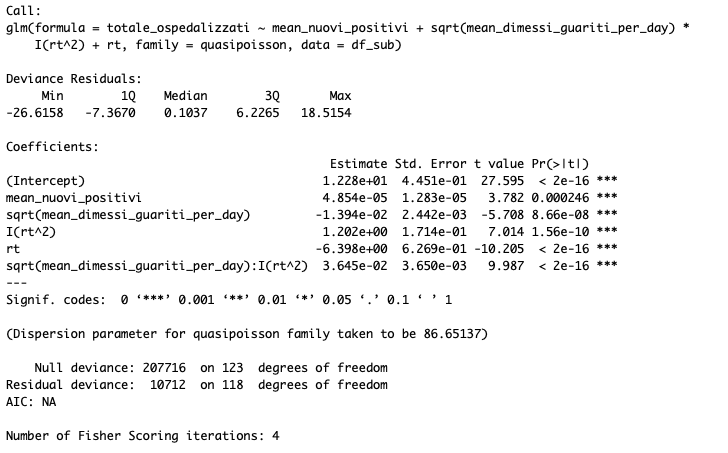 Call:
glm(formula = totale_ospedalizzati ~ mean_nuovi_positivi + sqrt(mean_dimessi_guariti_per_day) *
    I(rt^2) + rt, family = quasipoisson, data = df_sub)

Deviance Residuals:
     Min       1Q   Median       3Q      Max
-26.6158  -7.3670   0.1037   6.2265  18.5154

Coefficients:
                                              Estimate Std. Error t value Pr(>|t|)
(Intercept)                                  1.228e+01  4.451e-01  27.595  < 2e-16 ***
mean_nuovi_positivi                          4.854e-05  1.283e-05   3.782 0.000246 ***
sqrt(mean_dimessi_guariti_per_day)          -1.394e-02  2.442e-03  -5.708 8.66e-08 ***
I(rt^2)                                      1.202e+00  1.714e-01   7.014 1.56e-10 ***
rt                                          -6.398e+00  6.269e-01 -10.205  < 2e-16 ***
sqrt(mean_dimessi_guariti_per_day):I(rt^2)   3.645e-02  3.650e-03   9.987  < 2e-16 ***
---
Signif. codes:  0 ‘***’ 0.001 ‘**’ 0.01 ‘*’ 0.05 ‘.’ 0.1 ‘ ’ 1

(Dispersion parameter for quasipoisson family taken to be 86.65137)

    Null deviance: 207716  on 123  degrees of freedom
Residual deviance:  10712  on 118  degrees of freedom
AIC: NA

Number of Fisher Scoring iterations: 4